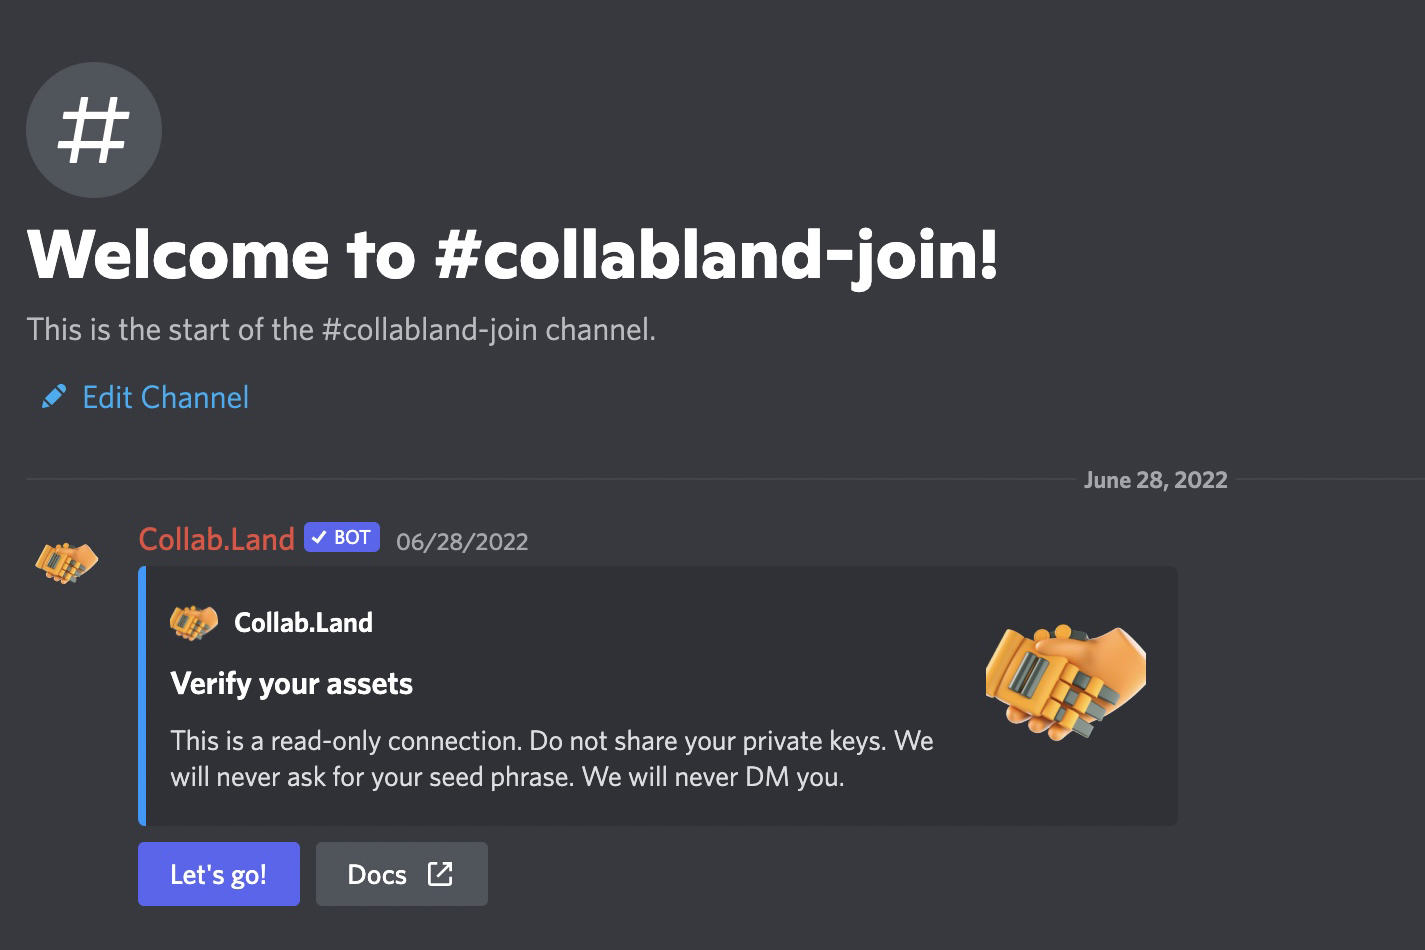 #
Welcome to #collabland-join!
This is the start of the #collabland-join channel.
Edit Channel
June 28, 2022
Collab.Land ✓ BOT 06/28/2022
Collab.Land
Verify your assets
This is a read-only connection. Do not share your private keys. We
will never ask for your seed phrase. We will never DM you.
Let's go! Docs